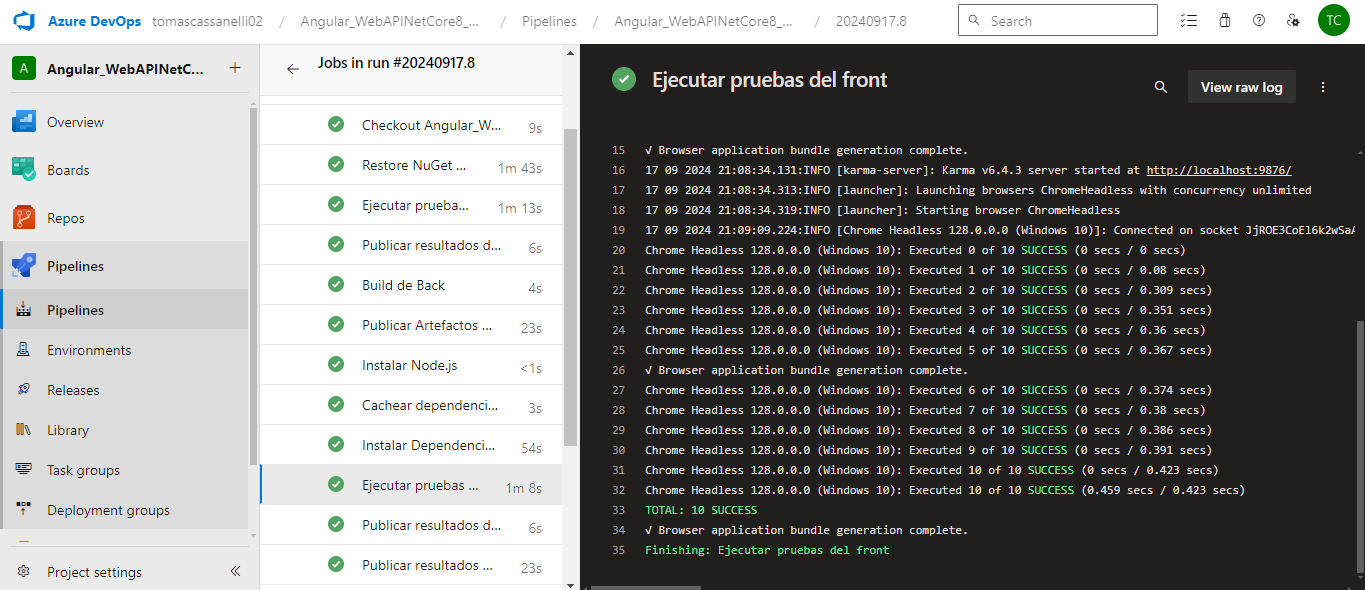 Azure DevOps tomascassanelli02 / Angular_WebAPINetCore8_... / Pipelines / Angular_WebAPINetCore8_... / 20240917.8
Search
TC
A Angular_WebAPINetC... +
Overview
Boards
Repos
Pipelines
Pipelines
Environments
Releases
Library
Task groups
Deployment groups
Project settings
Jobs in run #20240917.8
Checkout Angular_W... 9s
Restore NuGet ... 1m 43s
Ejecutar prueba... 1m 13s
Publicar resultados d... 6s
Build de Back 4s
Publicar Artefactos ... 23s
Instalar Node.js <1s
Cachear dependenci... 3s
Instalar Dependenci... 54s
Ejecutar pruebas ... 1m 8s
Publicar resultados d... 6s
Publicar resultados ... 23s
Ejecutar pruebas del front
View raw log
15 √ Browser application bundle generation complete.
16 17 09 2024 21:08:34.131:INFO [karma-server]: Karma v6.4.3 server started at http://localhost:9876/
17 17 09 2024 21:08:34.313:INFO [launcher]: Launching browsers ChromeHeadless with concurrency unlimited
18 17 09 2024 21:08:34.319:INFO [launcher]: Starting browser ChromeHeadless
19 17 09 2024 21:09:09.224:INFO [Chrome Headless 128.0.0.0 (Windows 10)]: Connected on socket
20 Chrome Headless 128.0.0.0 (Windows 10): Executed 0 of 10 SUCCESS (0 secs / 0 secs)
21 Chrome Headless 128.0.0.0 (Windows 10): Executed 1 of 10 SUCCESS (0 secs / 0.08 secs)
22 Chrome Headless 128.0.0.0 (Windows 10): Executed 2 of 10 SUCCESS (0 secs / 0.309 secs)
23 Chrome Headless 128.0.0.0 (Windows 10): Executed 3 of 10 SUCCESS (0 secs / 0.351 secs)
24 Chrome Headless 128.0.0.0 (Windows 10): Executed 4 of 10 SUCCESS (0 secs / 0.36 secs)
25 Chrome Headless 128.0.0.0 (Windows 10): Executed 5 of 10 SUCCESS (0 secs / 0.367 secs)
26 √ Browser application bundle generation complete.
27 Chrome Headless 128.0.0.0 (Windows 10): Executed 6 of 10 SUCCESS (0 secs / 0.374 secs)
28 Chrome Headless 128.0.0.0 (Windows 10): Executed 7 of 10 SUCCESS (0 secs / 0.38 secs)
29 Chrome Headless 128.0.0.0 (Windows 10): Executed 8 of 10 SUCCESS (0 secs / 0.386 secs)
30 Chrome Headless 128.0.0.0 (Windows 10): Executed 9 of 10 SUCCESS (0 secs / 0.391 secs)
31 Chrome Headless 128.0.0.0 (Windows 10): Executed 10 of 10 SUCCESS (0 secs / 0.423 secs)
32 Chrome Headless 128.0.0.0 (Windows 10): Executed 10 of 10 SUCCESS (0.459 secs / 0.423 secs)
33 TOTAL: 10 SUCCESS
34 √ Browser application bundle generation complete.
35 Finishing: Ejecutar pruebas del front